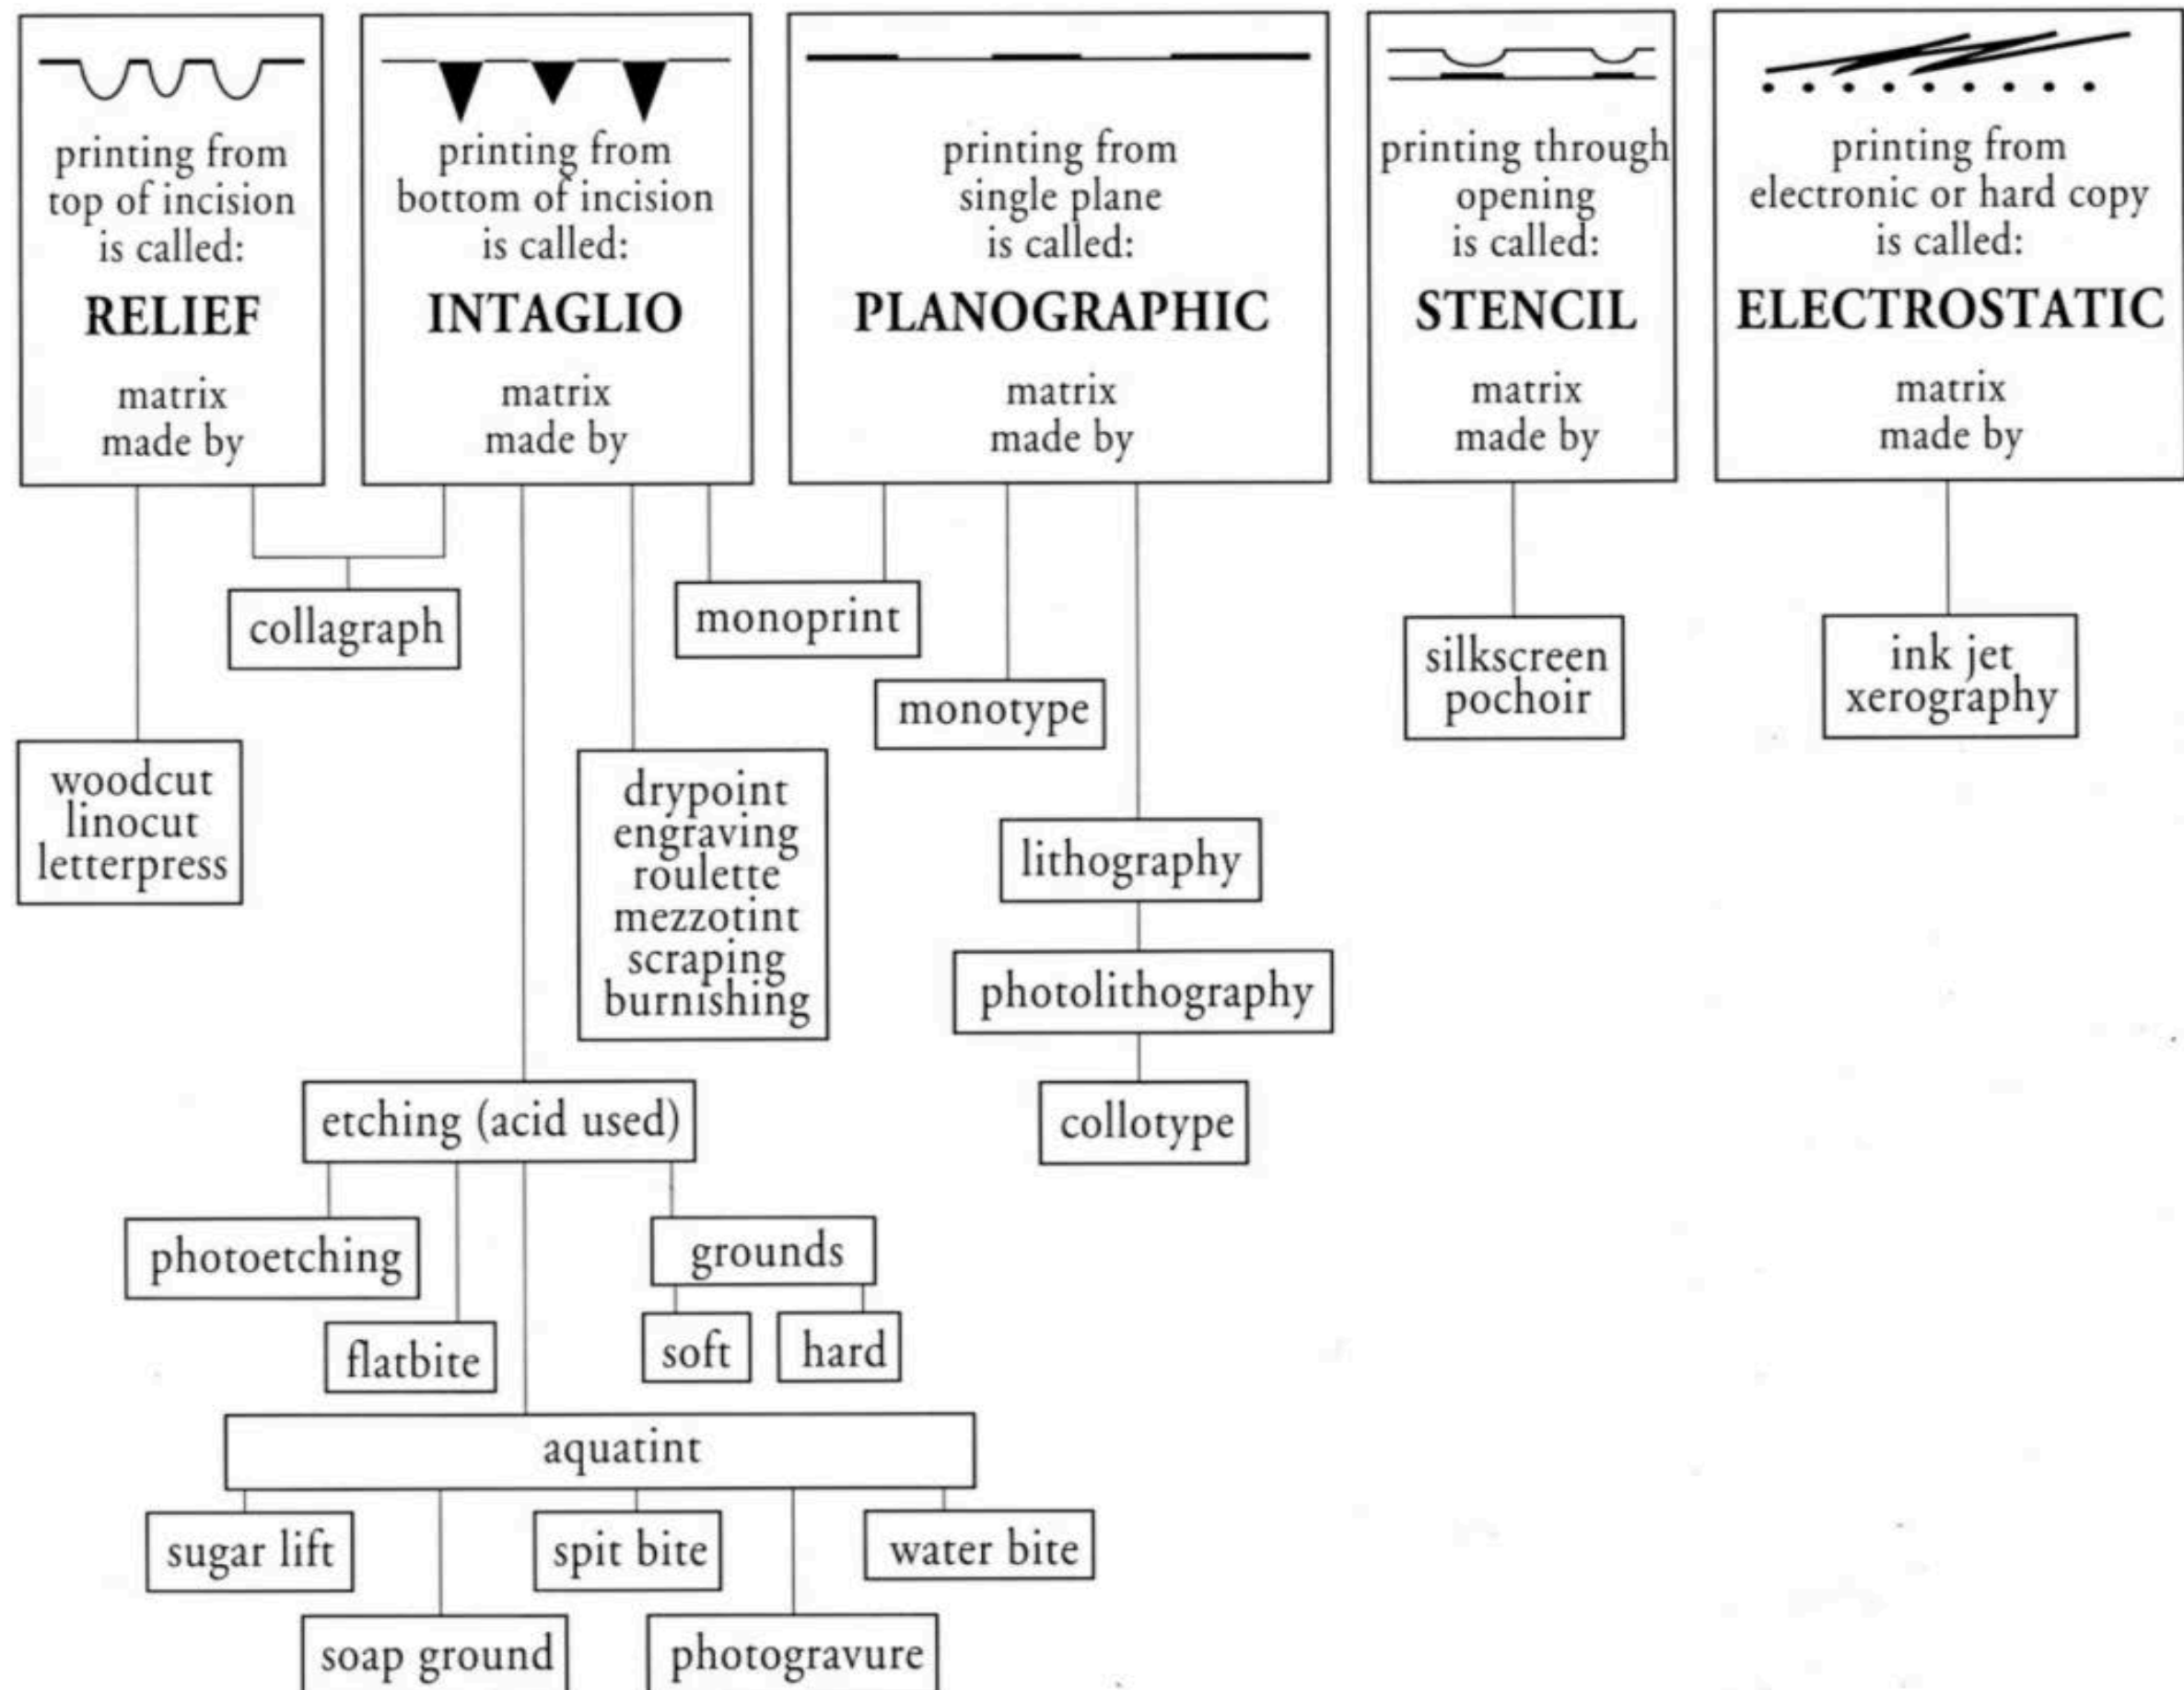 printing from
top of incision
is called:
RELIEF
matrix
made by
printing from
bottom of incision
is called:
INTAGLIO
matrix
made by
printing from
single plane
is called:
PLANOGRAPHIC
matrix
made by
printing through
opening
is called:
STENCIL
matrix
made by
printing from
electronic or hard copy
is called:
ELECTROSTATIC
matrix
made by
collagraph
monoprint
monotype
silkscreen
pochoir
ink jet
xerography
woodcut
linocut
letterpress
drypoint
engraving
roulette
mezzotint
scraping
burnishing
lithography
photolithography
collotype
etching (acid used)
photoetching
grounds
flatbite
soft
hard
aquatint
sugar lift
spit bite
water bite
soap ground
photogravure